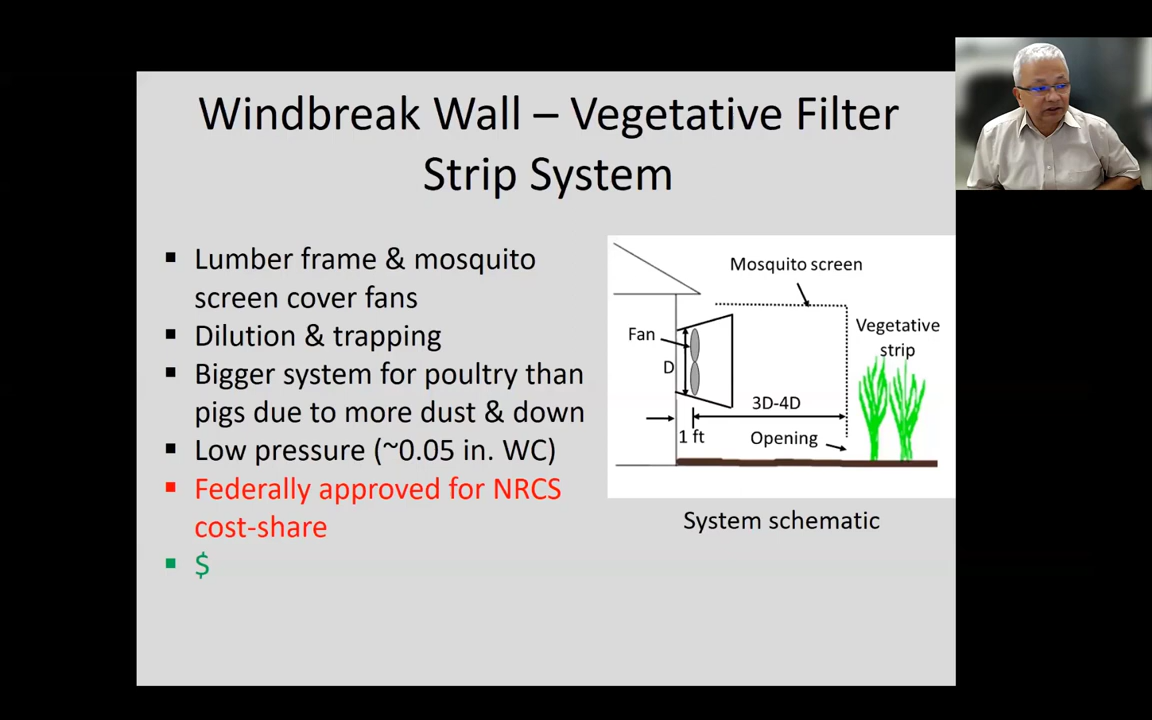 Windbreak Wall – Vegetative Filter
Strip System
▪ Lumber frame & mosquito
screen cover fans
▪ Dilution & trapping
▪ Bigger system for poultry than
pigs due to more dust & down
▪ Low pressure (~0.05 in. WC)
▪ Federally approved for NRCS
cost-share
▪ $
Mosquito screen
Vegetative
strip
Fan
D
3D-4D
1 ft
Opening
System schematic